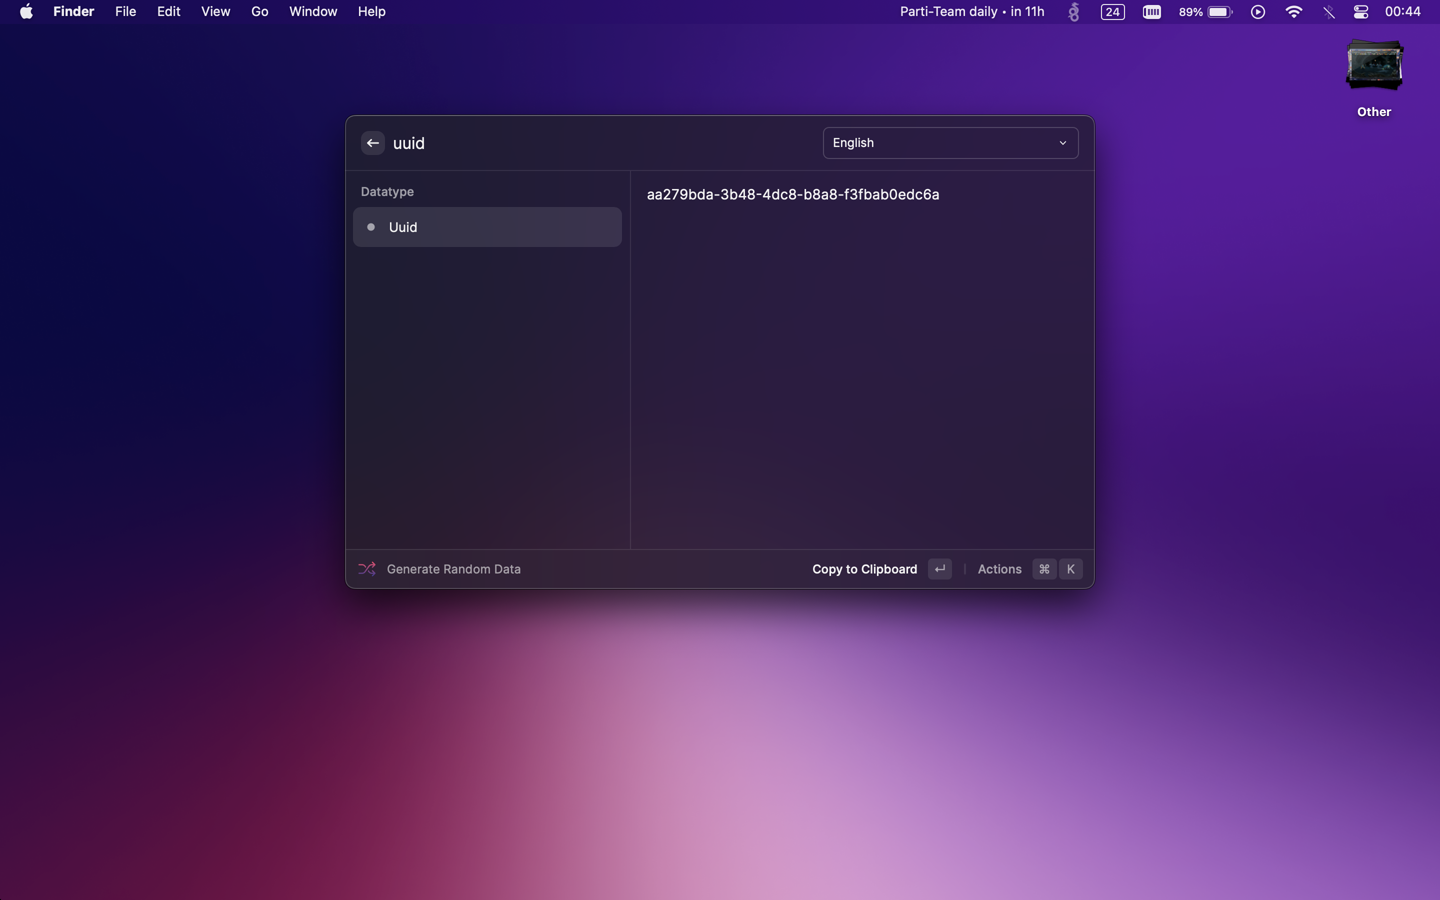 Finder File Edit View Go Window Help Parti-Team daily • in 11h 24 89% 00:44
Other
uuid English
Datatype
Uuid
aa279bda-3b48-4dc8-b8a8-f3fbab0edc6a
Generate Random Data Copy to Clipboard ↵ Actions ⌘ K